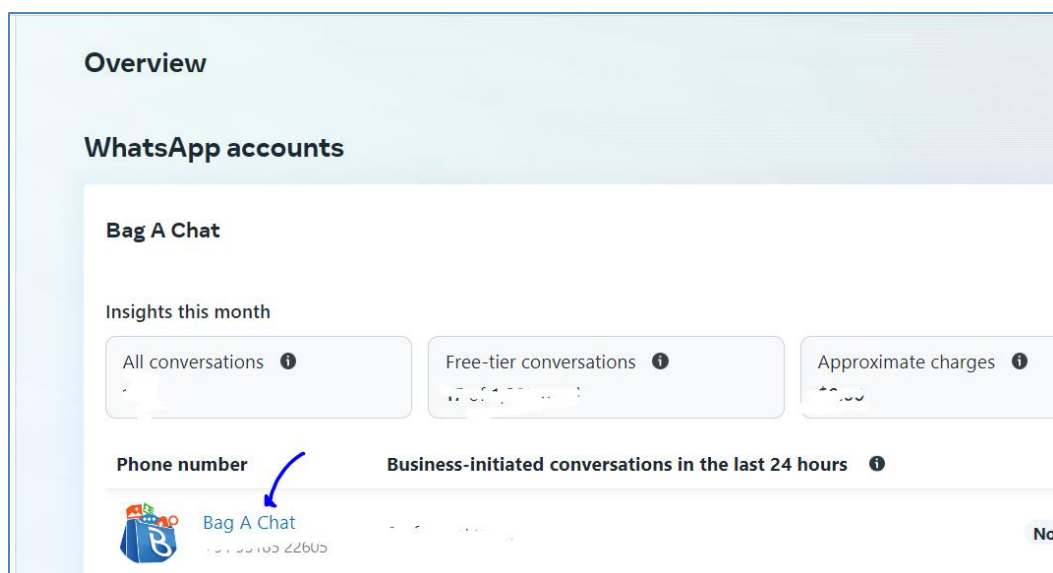 Overview
WhatsApp accounts
Bag A Chat
Insights this month
All conversations
Free-tier conversations
Approximate charges
Phone number
Business-initiated conversations in the last 24 hours
Bag A Chat
22605